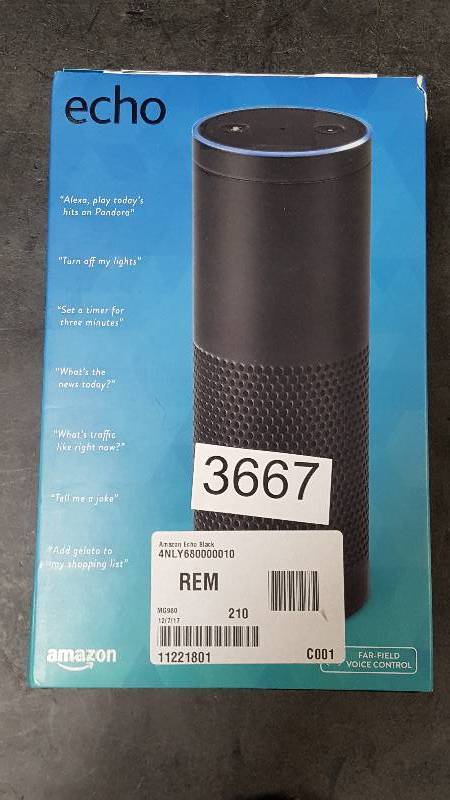 echo
"Alexa, play today's
hits on Pandora"
"Turn off my lights"
"Set a timer for
three minutes"
"What's the
news today?"
"What's traffic
like right now?"
"Tell me a joke"
"Add gelato to
my shopping list"
3667
Amazon Echo Black
4NLY680000010
REM
MG980
12/7/17
210
11221801
C001
amazon
FAR-FIELD
VOICE CONTROL